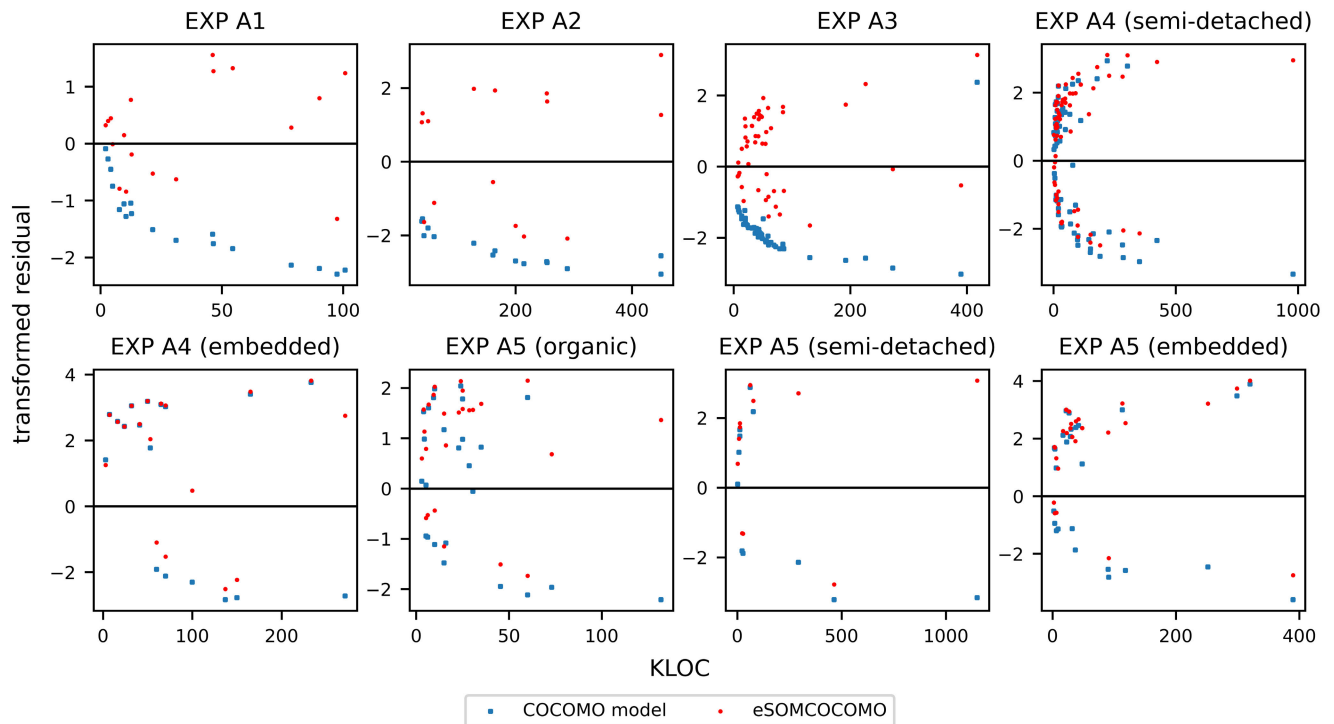 EXP A1 EXP A2 EXP A3 EXP A4 (semi-detached)
1
0
−1
−2
0 50 100
2
0
−2
200 400
2
0
−2
0 200 400
2
0
−2
0 500 1000
EXP A4 (embedded) EXP A5 (organic) EXP A5 (semi-detached) EXP A5 (embedded)
4
2
0
−2
0 100 200
2
1
0
−1
−2
0 50 100
2
0
−2
0 500 1000
4
2
0
−2
0 200 400
transformed residual
KLOC
COCOMO model eSOMCOCOMO